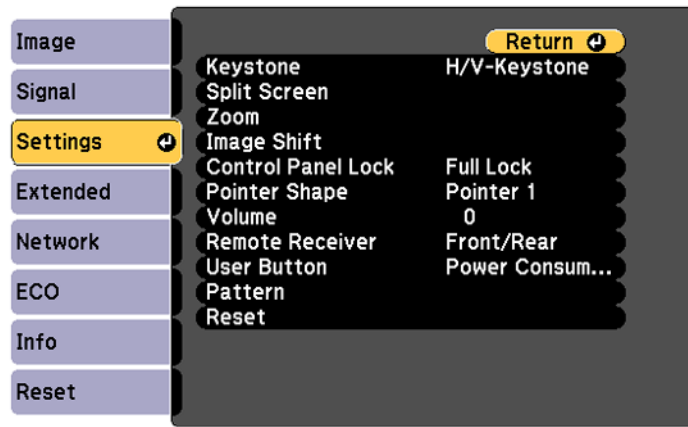 Image
Signal
Settings
Extended
Network
ECO
Info
Reset
Return
Keystone H/V-Keystone
Split Screen
Zoom
Image Shift
Control Panel Lock Full Lock
Pointer Shape Pointer 1
Volume 0
Remote Receiver Front/Rear
User Button Power Consum...
Pattern
Reset